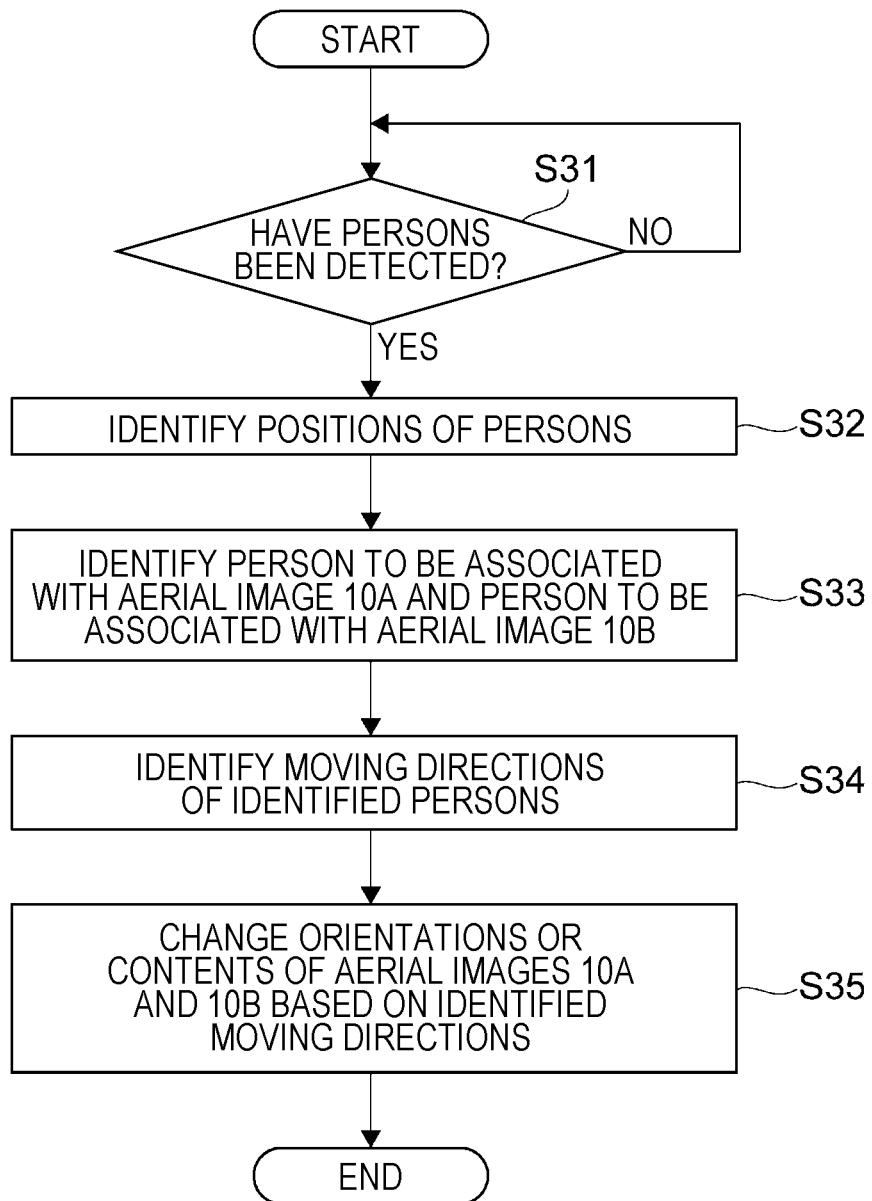 START
S31
HAVE PERSONS
BEEN DETECTED?
NO
YES
IDENTIFY POSITIONS OF PERSONS
S32
IDENTIFY PERSON TO BE ASSOCIATED
WITH AERIAL IMAGE 10A AND PERSON TO BE
ASSOCIATED WITH AERIAL IMAGE 10B
S33
IDENTIFY MOVING DIRECTIONS
OF IDENTIFIED PERSONS
S34
CHANGE ORIENTATIONS OR
CONTENTS OF AERIAL IMAGES 10A
AND 10B BASED ON IDENTIFIED
MOVING DIRECTIONS
S35
END